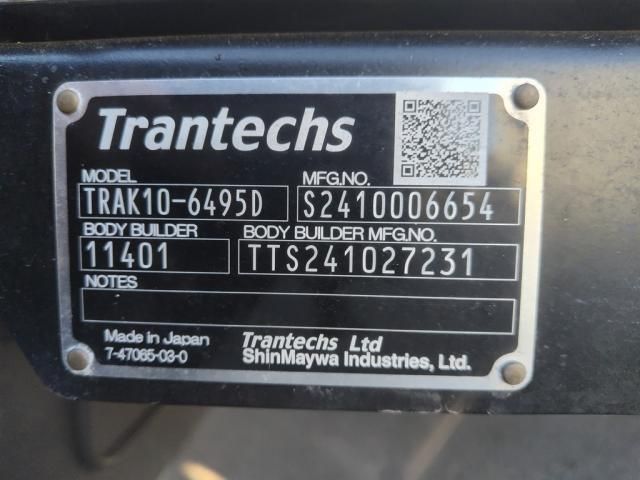 Trantechs
MODEL MFG.NO.
TRAK10-6495D S2410006654
BODY BUILDER BODY BUILDER MFG.NO.
11401 TTS241027231
NOTES
Made in Japan Trantechs Ltd
7-47065-03-0 ShinMaywa Industries, Ltd.